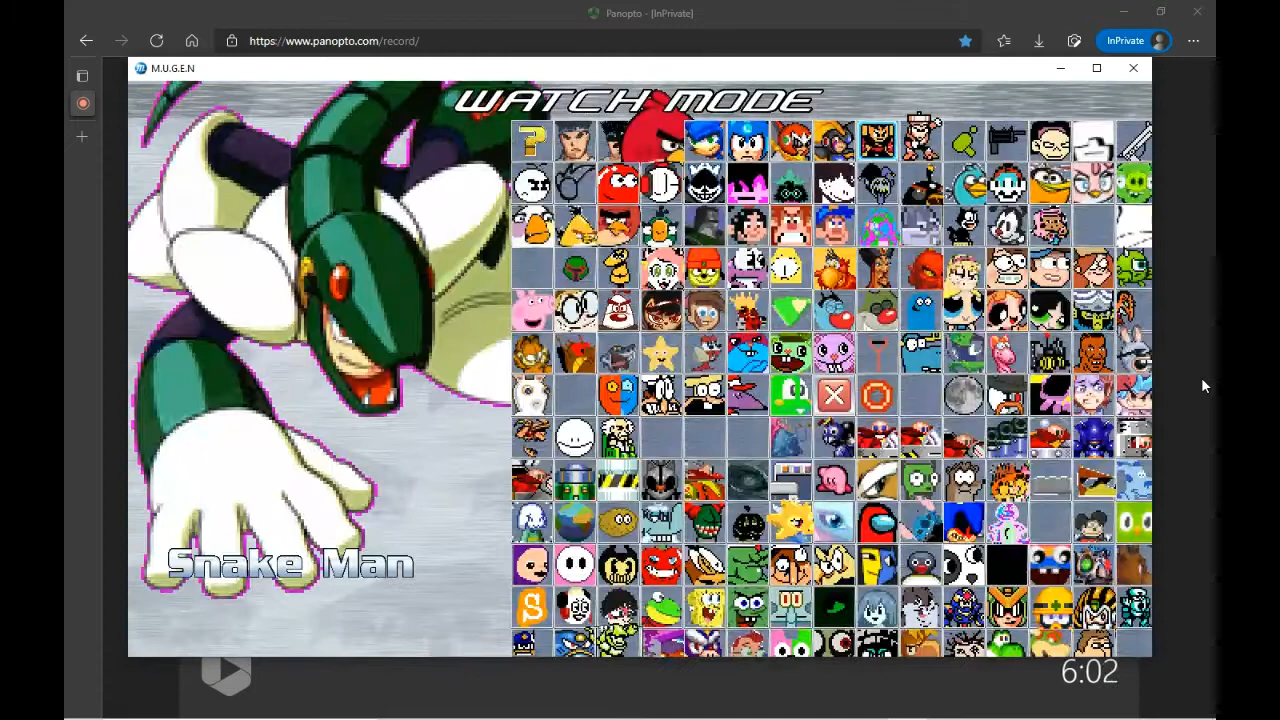 Panopto - [InPrivate]
https://www.panopto.com/record/
InPrivate
M.U.G.E.N
WATCH MODE
Snake Man
6:02